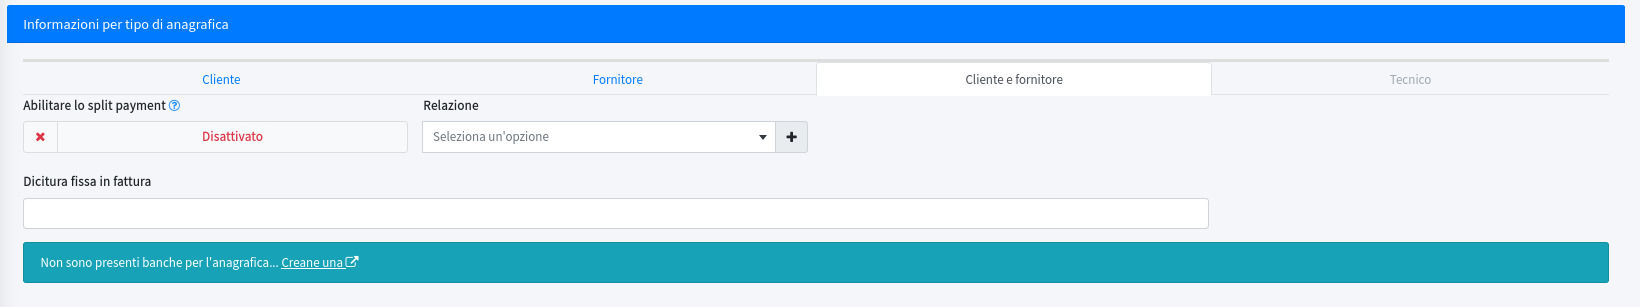 Informazioni per tipo di anagrafica
Cliente Fornitore Cliente e fornitore Tecnico
Abilitare lo split payment Relazione
Disattivato Seleziona un'opzione
Dicitura fissa in fattura
Non sono presenti banche per l'anagrafica... Creane una